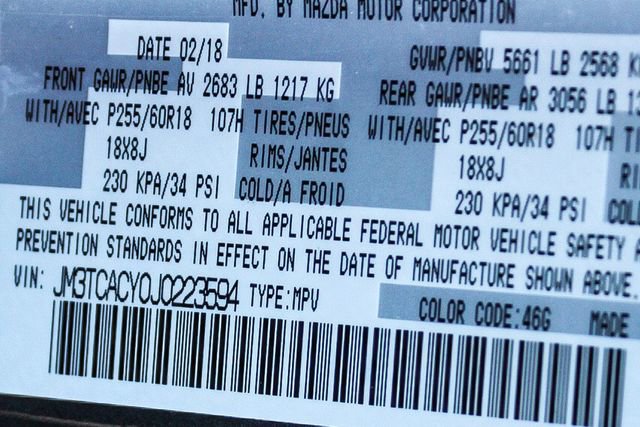 MFD. BY MAZDA MOTOR CORPORATION
DATE 02/18 GVWR/PNBV 5661 LB 2568 K
FRONT GAWR/PNBE AV 2683 LB 1217 KG REAR GAWR/PNBE AR 3056 LB 1
WITH/AVEC P255/60R18 107H TIRES/PNEUS WITH/AVEC P255/60R18 107H TI
18X8J RIMS/JANTES 18X8J RI
230 KPA/34 PSI COLD/A FROID 230 KPA/34 PSI COL
THIS VEHICLE CONFORMS TO ALL APPLICABLE FEDERAL MOTOR VEHICLE SAFETY A
PREVENTION STANDARDS IN EFFECT ON THE DATE OF MANUFACTURE SHOWN ABOVE.
VIN: JM3TCACY0J0223594 TYPE:MPV COLOR CODE:46G MADE